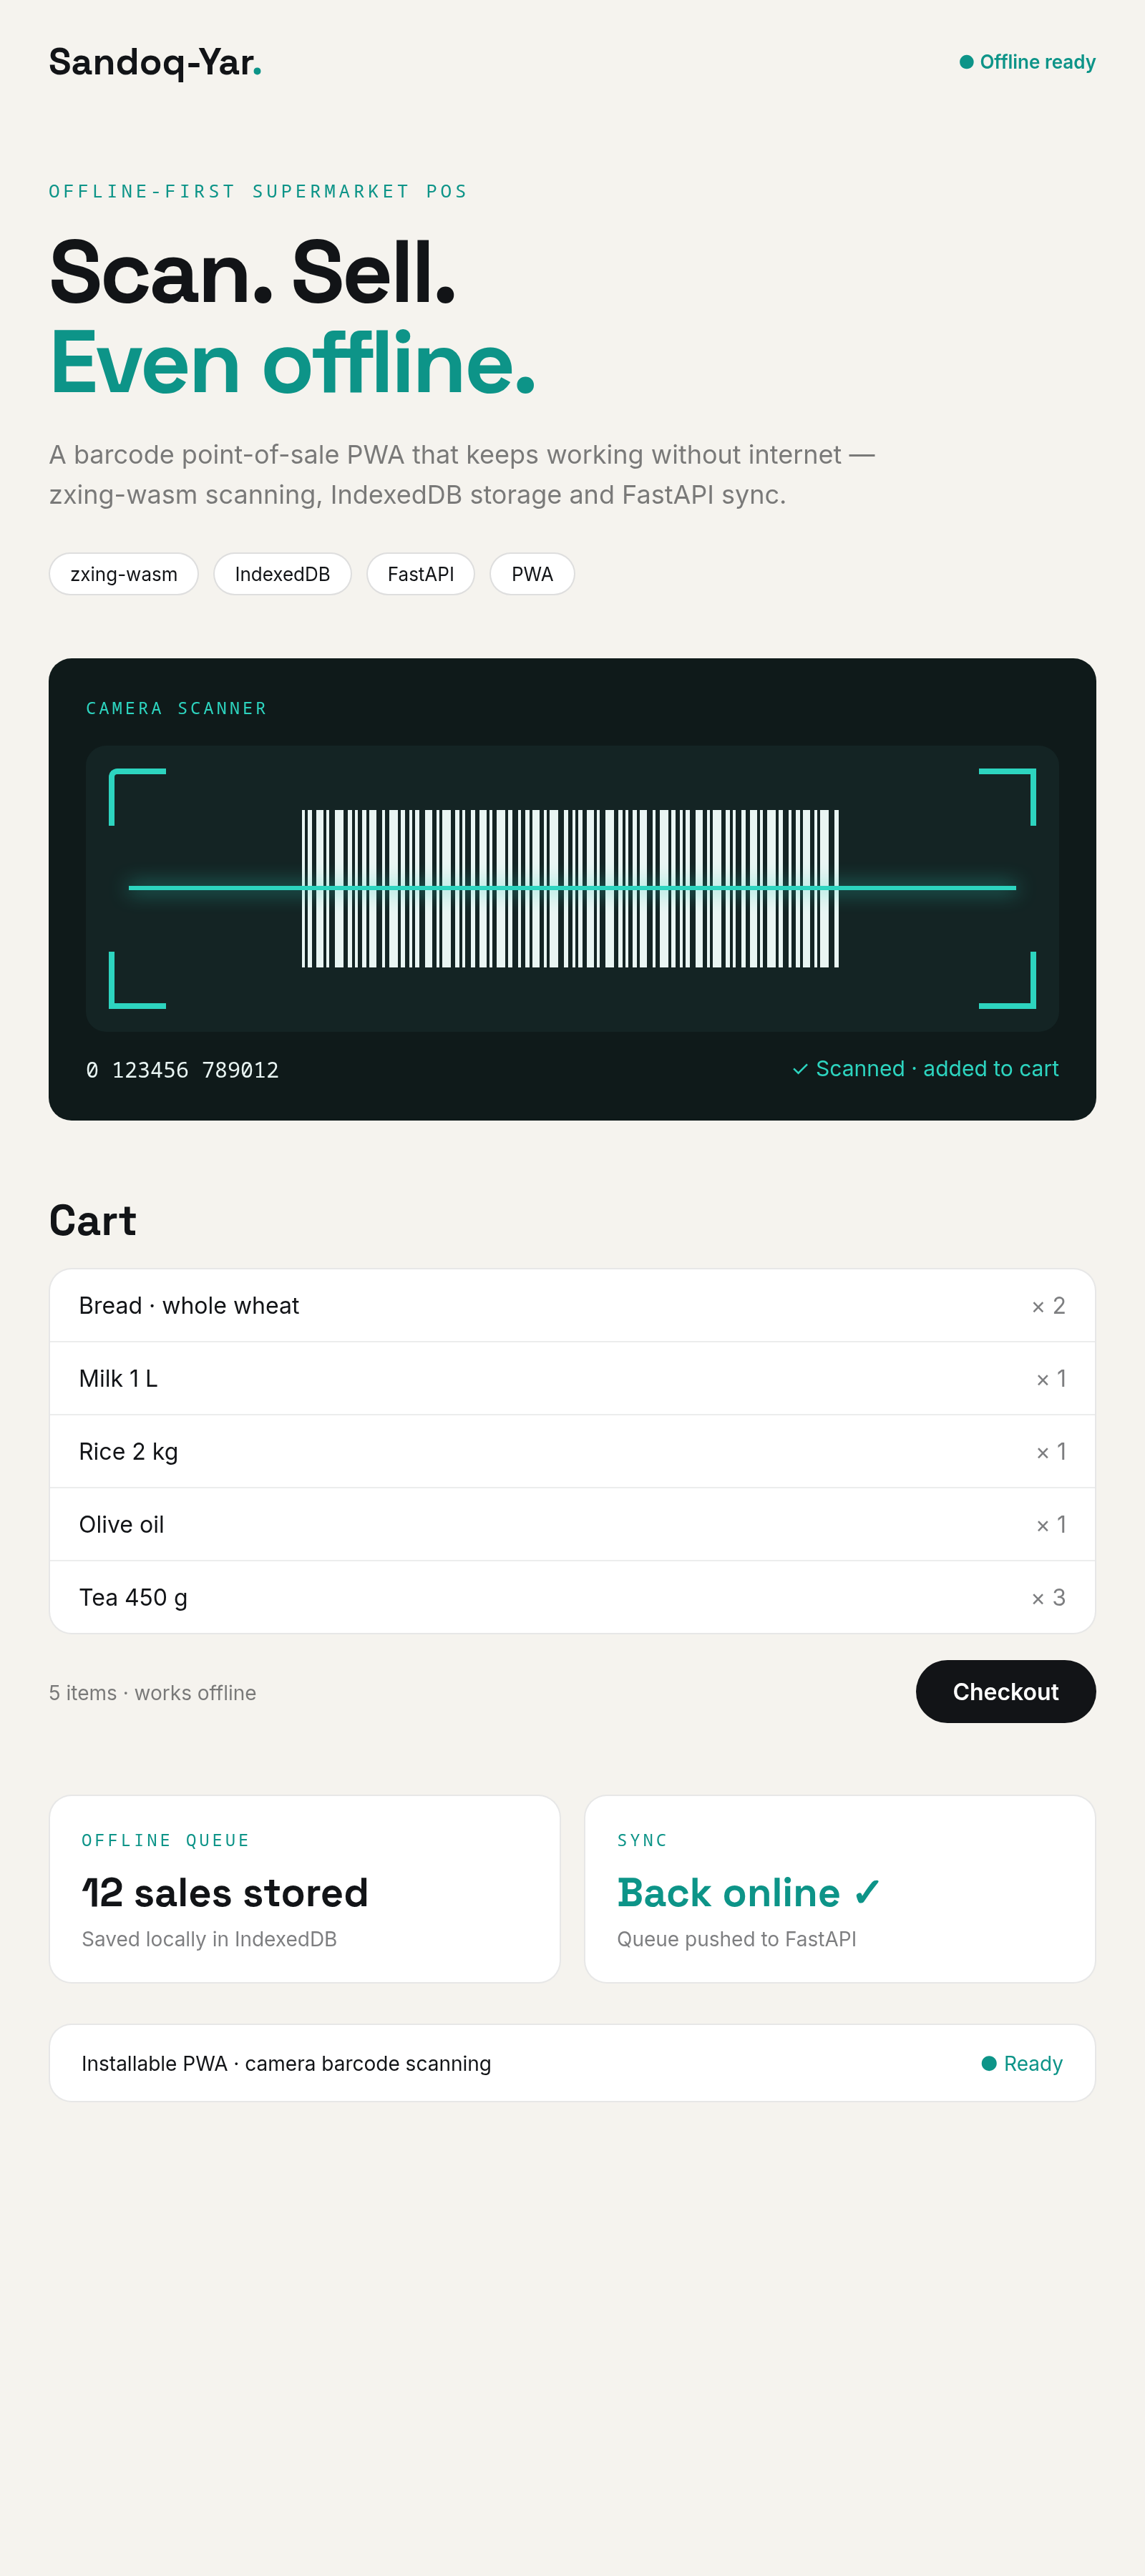 Sandoq-Yar.
Offline ready
OFFLINE-FIRST SUPERMARKET POS
Scan. Sell.
Even offline.
A barcode point-of-sale PWA that keeps working without internet —
zxing-wasm scanning, IndexedDB storage and FastAPI sync.
zxing-wasm
IndexedDB
FastAPI
PWA
CAMERA SCANNER
0 123456 789012
✓ Scanned · added to cart
Cart
Bread · whole wheat × 2
Milk 1 L × 1
Rice 2 kg × 1
Olive oil × 1
Tea 450 g × 3
5 items · works offline
Checkout
OFFLINE QUEUE
12 sales stored
Saved locally in IndexedDB
SYNC
Back online ✓
Queue pushed to FastAPI
Installable PWA · camera barcode scanning
Ready